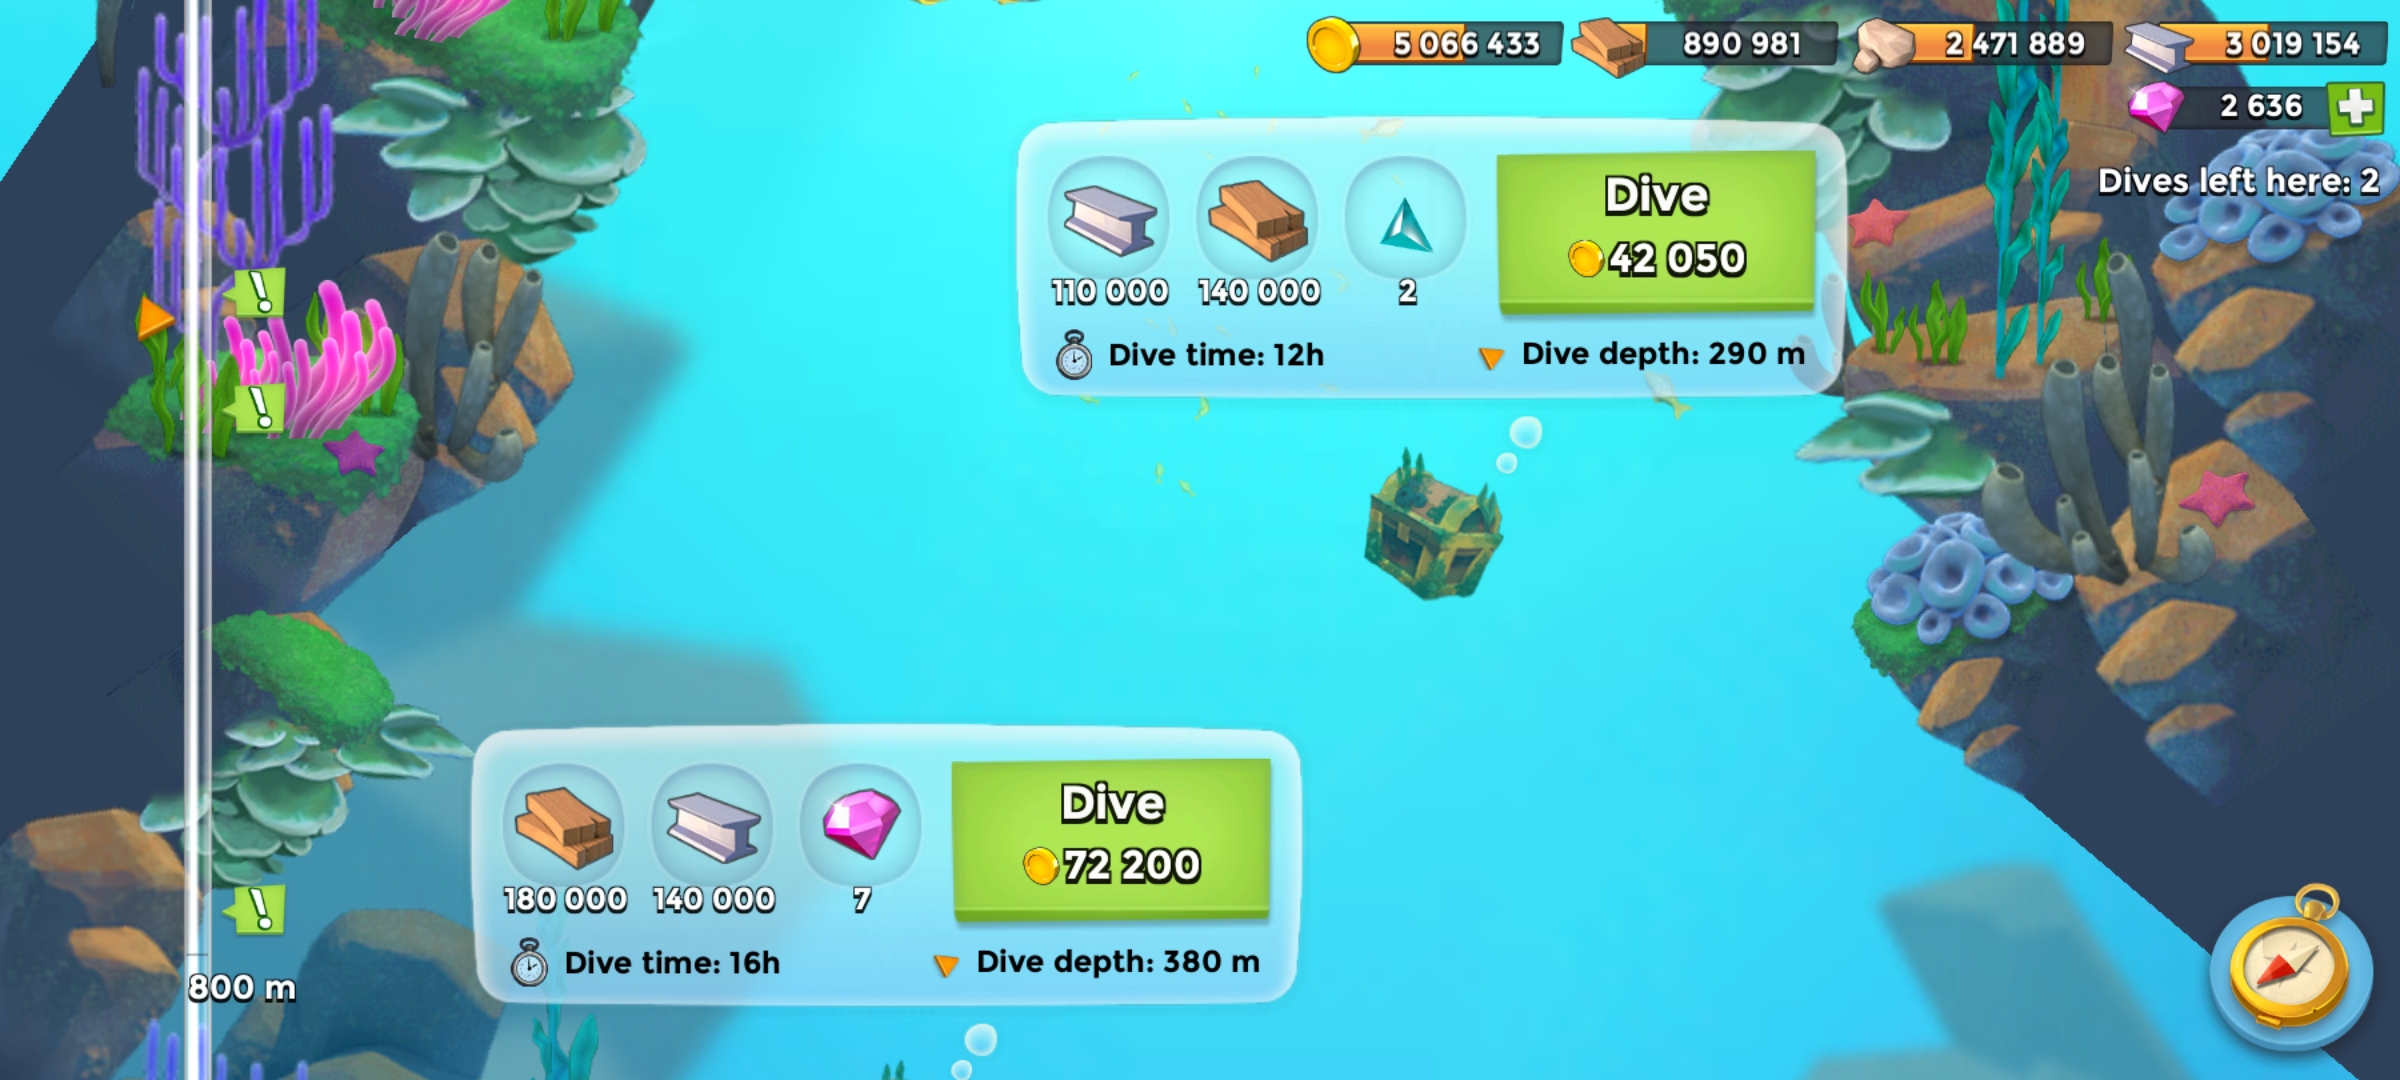 5 066 433
890 981
2 471 889
3 019 154
2 636
Dives left here: 2
110 000
140 000
2
Dive
42 050
Dive time: 12h
Dive depth: 290 m
180 000
140 000
7
Dive
72 200
Dive time: 16h
Dive depth: 380 m
!
!
!
800 m